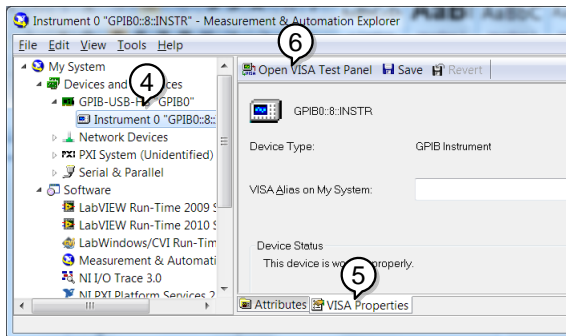 Instrument 0 "GPIB0::8::INSTR" - Measurement & Automation Explorer
File Edit View Tools Help
6
My System
4
Devices and
GPIB-USB-H "GPIB0"
Instrument 0 "GPIB0::8::
Network Devices
PXI System (Unidentified)
Serial & Parallel
Software
LabVIEW Run-Time 2009 S
LabVIEW Run-Time 2010 S
LabWindows/CVI Run-Tim
Measurement & Automati
NI I/O Trace 3.0
NI PXI Platform Services 2
Open VISA Test Panel Save Revert
GPIB0::8::INSTR
Device Type: GPIB Instrument
VISA Alias on My System:
Device Status
This device is properly.
5
Attributes VISA Properties